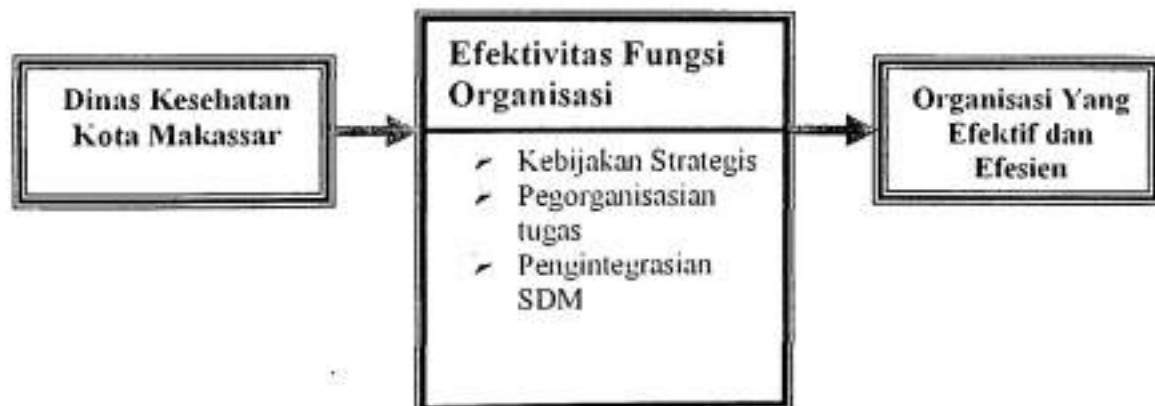 Dinas Kesehatan
Kota Makassar
Efektivitas Fungsi
Organisasi
➢ Kebijakan Strategis
➢ Pegorganisasian
tugas
➢ Pengintegrasian
SDM
Organisasi Yang
Efektif dan
Efesien